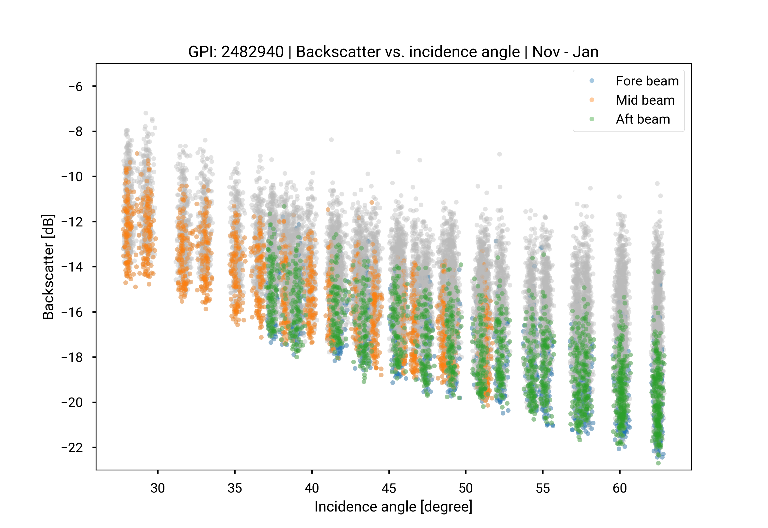 GPI: 2482940 | Backscatter vs. incidence angle | Nov - Jan
Fore beam
Mid beam
Aft beam
Backscatter [dB]
−6
−8
−10
−12
−14
−16
−18
−20
−22
30 35 40 45 50 55 60
Incidence angle [degree]